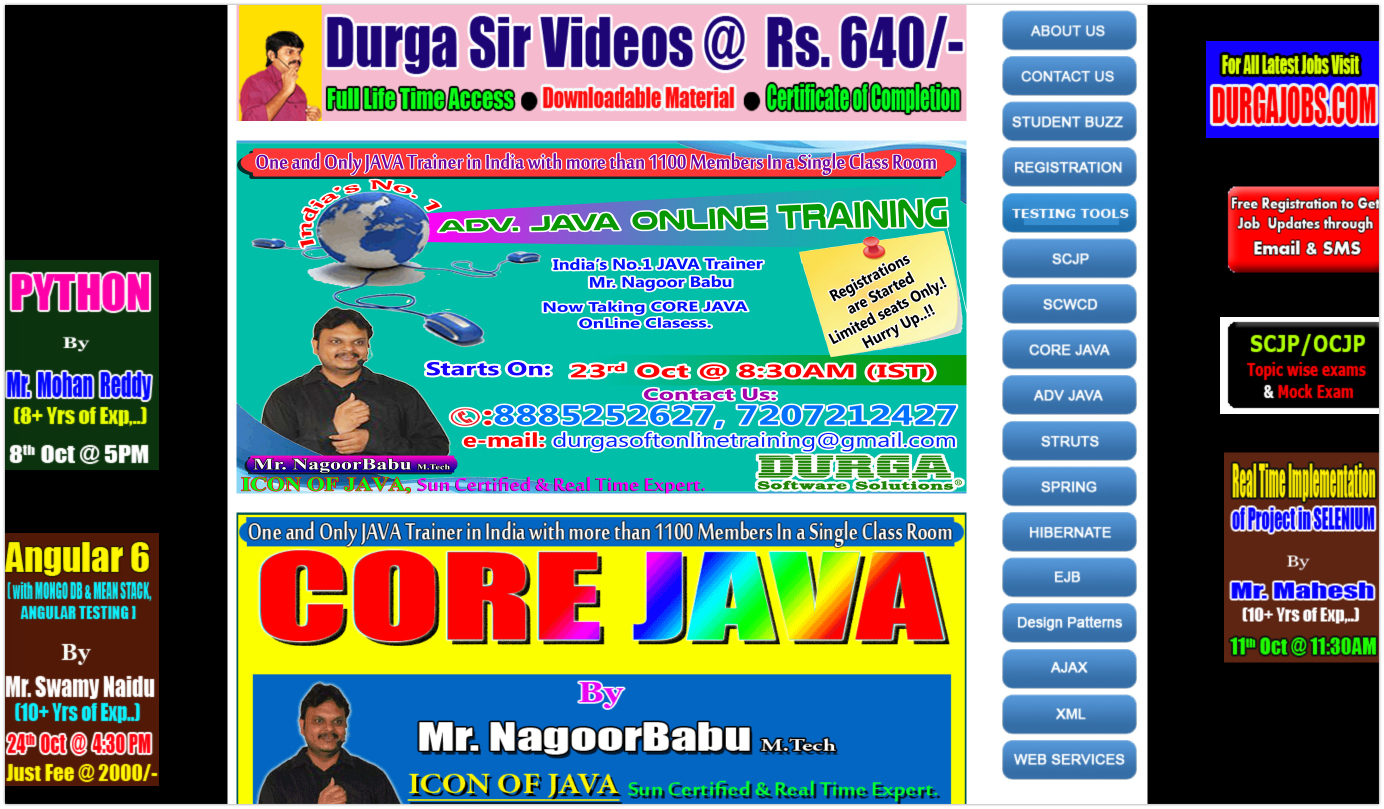 Durga Sir Videos @ Rs. 640/-
Full Life Time Access ● Downloadable Material ● Certificate of Completion
One and Only JAVA Trainer in India with more than 1100 Members In a Single Class Room
India's No. 1
ADV. JAVA ONLINE TRAINING
India's No.1 JAVA Trainer
Mr. Nagoor Babu
Now Taking CORE JAVA
OnLine Clasess.
Registrations
are Started
Limited seats Only.!
Hurry Up..!!
Starts On: 23rd Oct @ 8:30AM (IST)
Contact Us:
:8885252627, 7207212427
e-mail: durgasoftonlinetraining@gmail.com
Mr. NagoorBabu M.Tech
ICON OF JAVA, Sun Certified & Real Time Expert.
DURGA
Software Solutions®
One and Only JAVA Trainer in India with more than 1100 Members In a Single Class Room
CORE JAVA
By
Mr. NagoorBabu M.Tech
ICON OF JAVA Sun Certified & Real Time Expert.
PYTHON
By
Mr. Mohan Reddy
(8+ Yrs of Exp,..)
8th Oct @ 5PM
Angular 6
[ with MONGO DB & MEAN STACK,
ANGULAR TESTING ]
By
Mr. Swamy Naidu
(10+ Yrs of Exp..)
24th Oct @ 4:30 PM
Just Fee @ 2000/-
ABOUT US
CONTACT US
STUDENT BUZZ
REGISTRATION
TESTING TOOLS
SCJP
SCWCD
CORE JAVA
ADV JAVA
STRUTS
SPRING
HIBERNATE
EJB
Design Patterns
AJAX
XML
WEB SERVICES
For All Latest Jobs Visit
DURGAJOBS.COM
Free Registration to Get
Job Updates through
Email & SMS
SCJP/OCJP
Topic wise exams
& Mock Exam
Real Time Implementation
of Project in SELENIUM
By
Mr. Mahesh
(10+ Yrs of Exp,..)
11th Oct @ 11:30AM